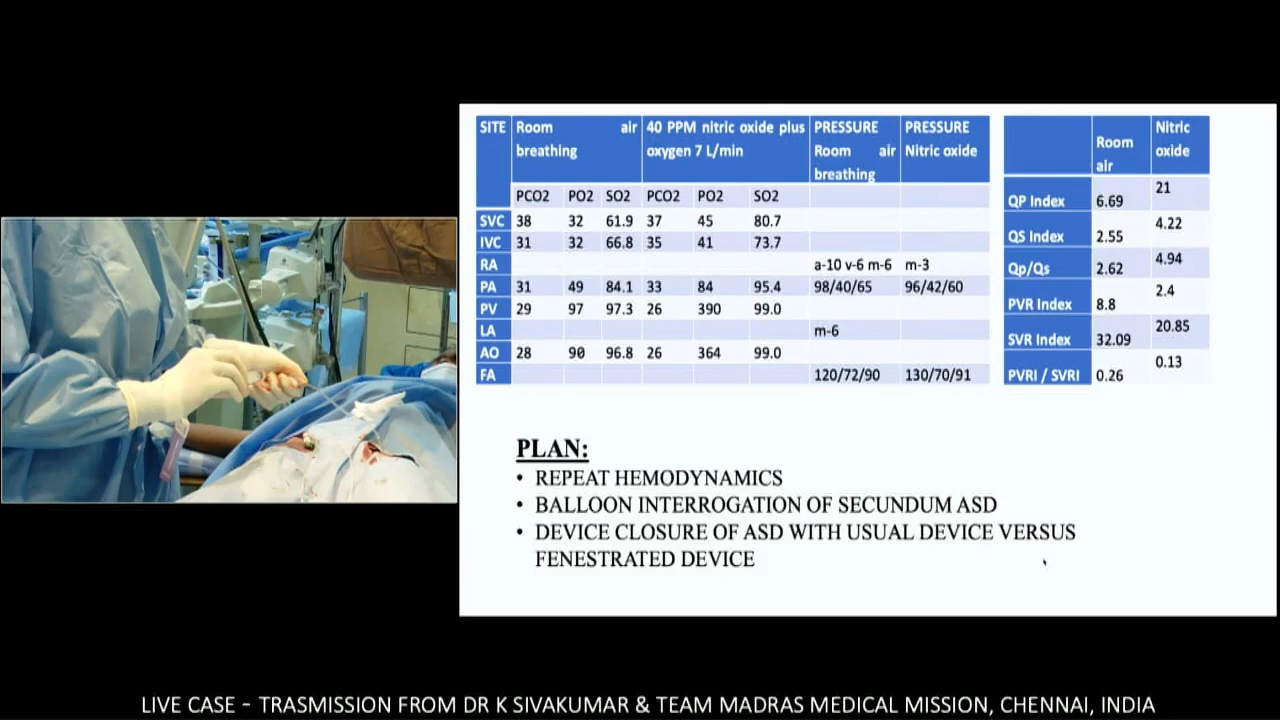 SITE Room air breathing 40 PPM nitric oxide plus oxygen 7 L/min PRESSURE Room air breathing PRESSURE Nitric oxide
PCO2 PO2 SO2 PCO2 PO2 SO2
SVC 38 32 61.9 37 45 80.7
IVC 31 32 66.8 35 41 73.7
RA a-10 v-6 m-6 m-3
PA 31 49 84.1 33 84 95.4 98/40/65 96/42/60
PV 29 97 97.3 26 390 99.0
LA m-6
AO 28 90 96.8 26 364 99.0
FA 120/72/90 130/70/91
Room air Nitric oxide
QP Index 6.69 21
QS Index 2.55 4.22
Qp/Qs 2.62 4.94
PVR Index 8.8 2.4
SVR Index 32.09 20.85
PVRI / SVRI 0.26 0.13
PLAN:
• REPEAT HEMODYNAMICS
• BALLOON INTERROGATION OF SECUNDUM ASD
• DEVICE CLOSURE OF ASD WITH USUAL DEVICE VERSUS
FENESTRATED DEVICE
LIVE CASE - TRASMISSION FROM DR K SIVAKUMAR & TEAM MADRAS MEDICAL MISSION, CHENNAI, INDIA